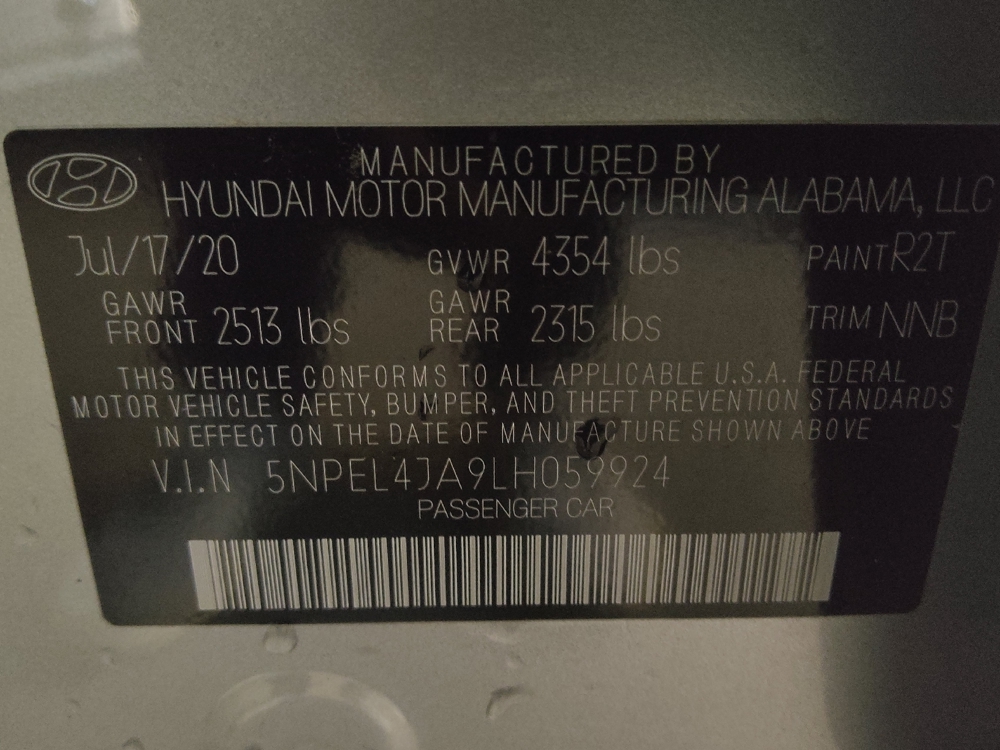 MANUFACTURED BY
HYUNDAI MOTOR MANUFACTURING ALABAMA, LLC
Jul/17/20 GVWR 4354 lbs PAINT R2T
GAWR FRONT 2513 lbs GAWR REAR 2315 lbs TRIM NNB
THIS VEHICLE CONFORMS TO ALL APPLICABLE U.S.A. FEDERAL
MOTOR VEHICLE SAFETY, BUMPER, AND THEFT PREVENTION STANDARDS
IN EFFECT ON THE DATE OF MANUFACTURE SHOWN ABOVE
V.I.N 5NPEL4JA9LH059924
PASSENGER CAR